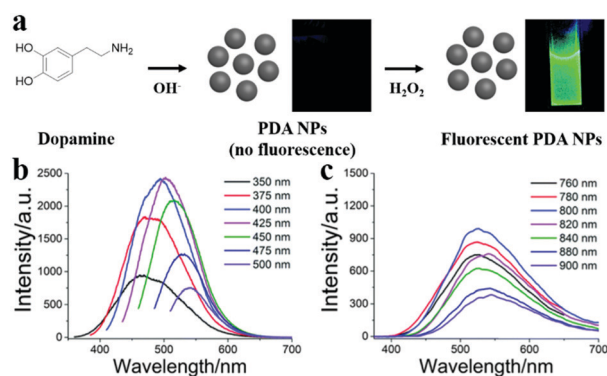 a
HO
HO
NH₂
OH⁻
H₂O₂
Dopamine
PDA NPs
(no fluorescence)
Fluorescent PDA NPs
b
Intensity/a.u.
2500
2000
1500
1000
500
0
350 nm
375 nm
400 nm
425 nm
450 nm
475 nm
500 nm
400
500
600
700
Wavelength/nm
c
Intensity/a.u.
1500
1200
900
600
300
0
760 nm
780 nm
800 nm
820 nm
840 nm
880 nm
900 nm
400
500
600
700
Wavelength/nm